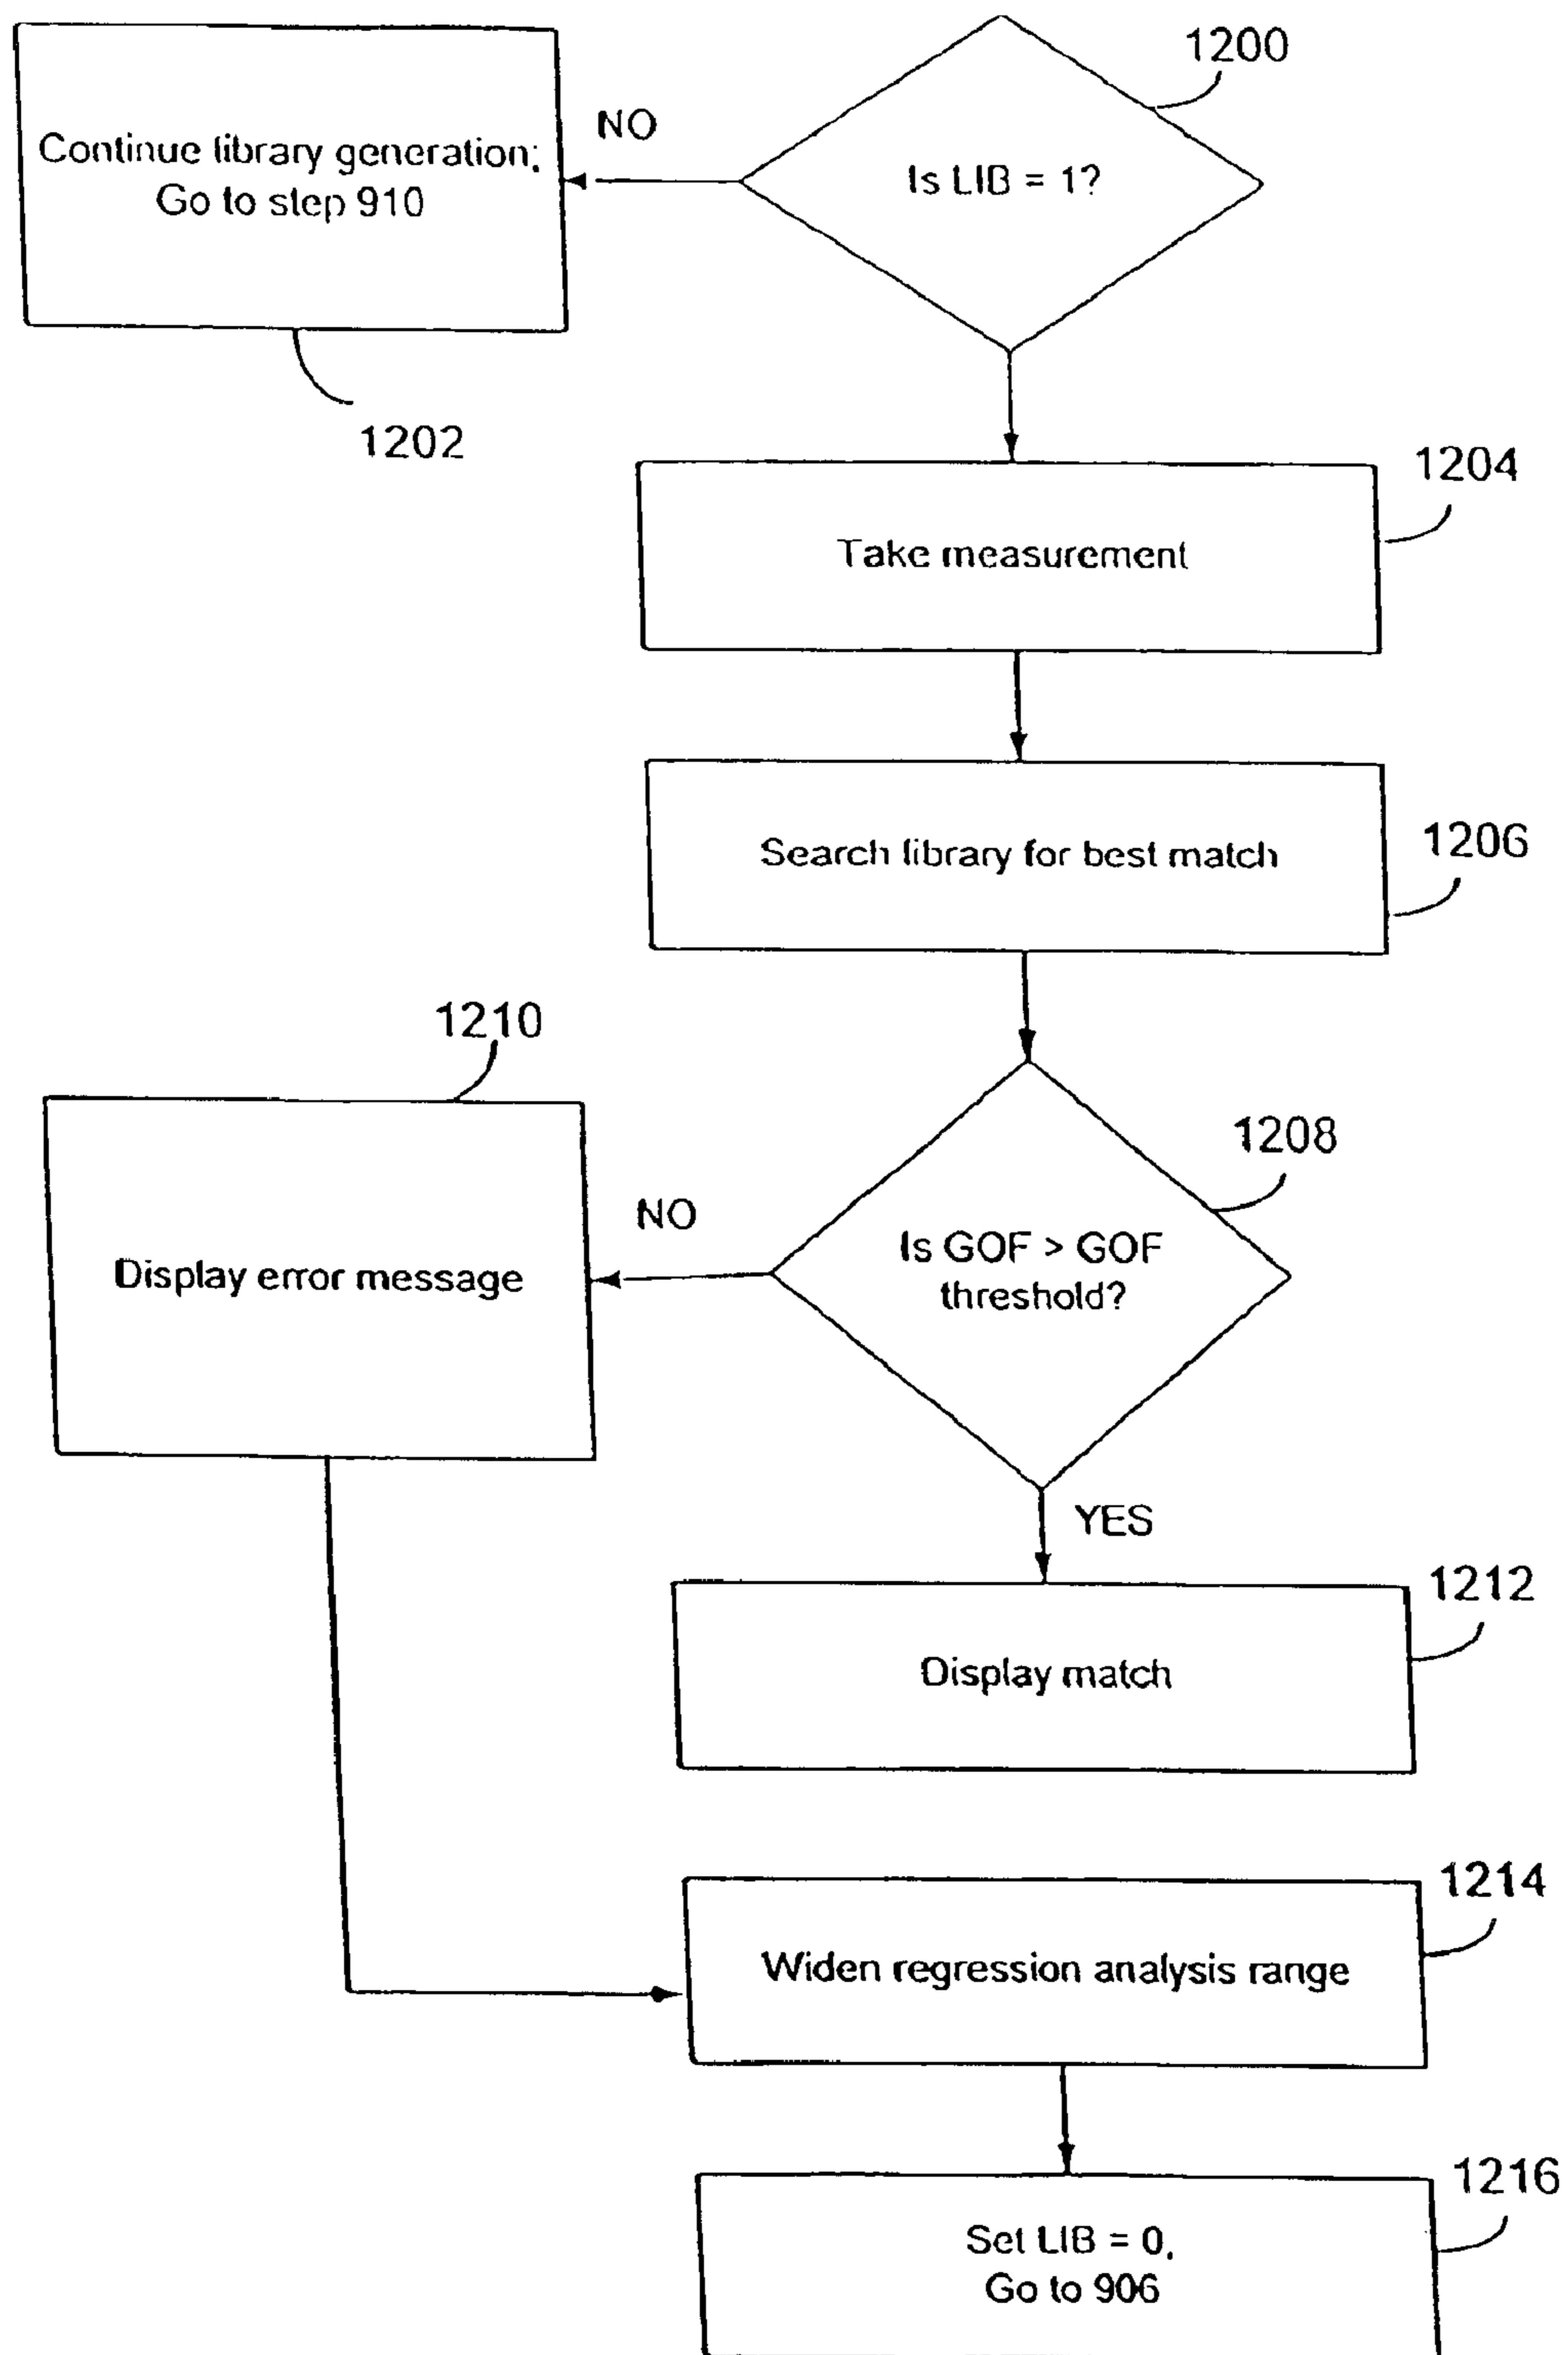 1200
NO
Continue library generation;
Go to step 910
Is LIB = 1?
1202
1204
Take measurement
1206
Search library for best match
1210
1208
NO
Is GOF > GOF
threshold?
Display error message
YES
1212
Display match
1214
Widen regression analysis range
1216
Set LIB = 0,
Go to 906